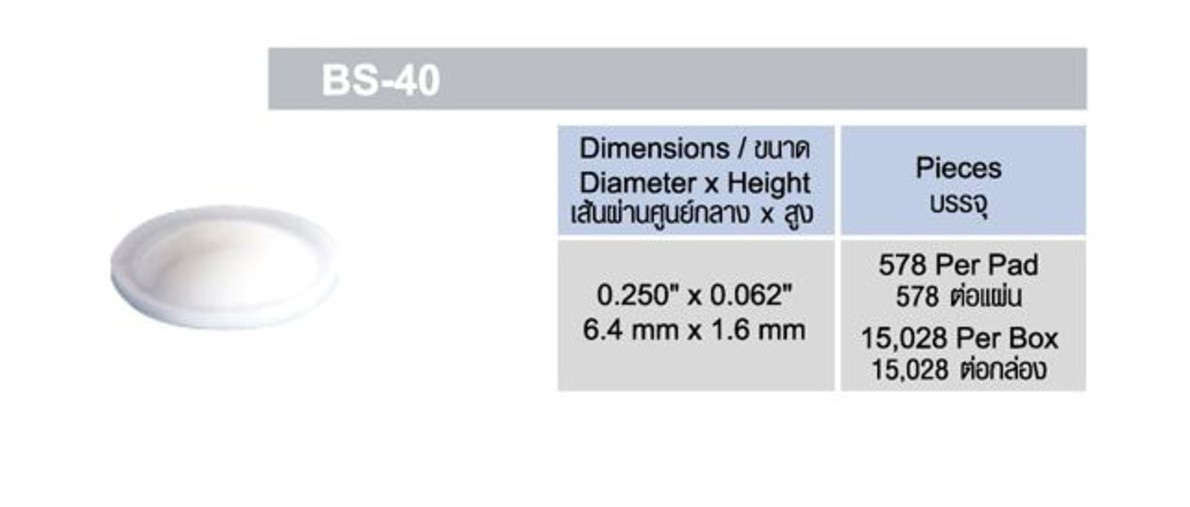 BS-40
Dimensions / ขนาด
Diameter x Height
เส้นผ่านศูนย์กลาง x สูง
Pieces
บรรจุ
0.250" x 0.062"
6.4 mm x 1.6 mm
578 Per Pad
578 ต่อแผ่น
15,028 Per Box
15,028 ต่อกล่อง